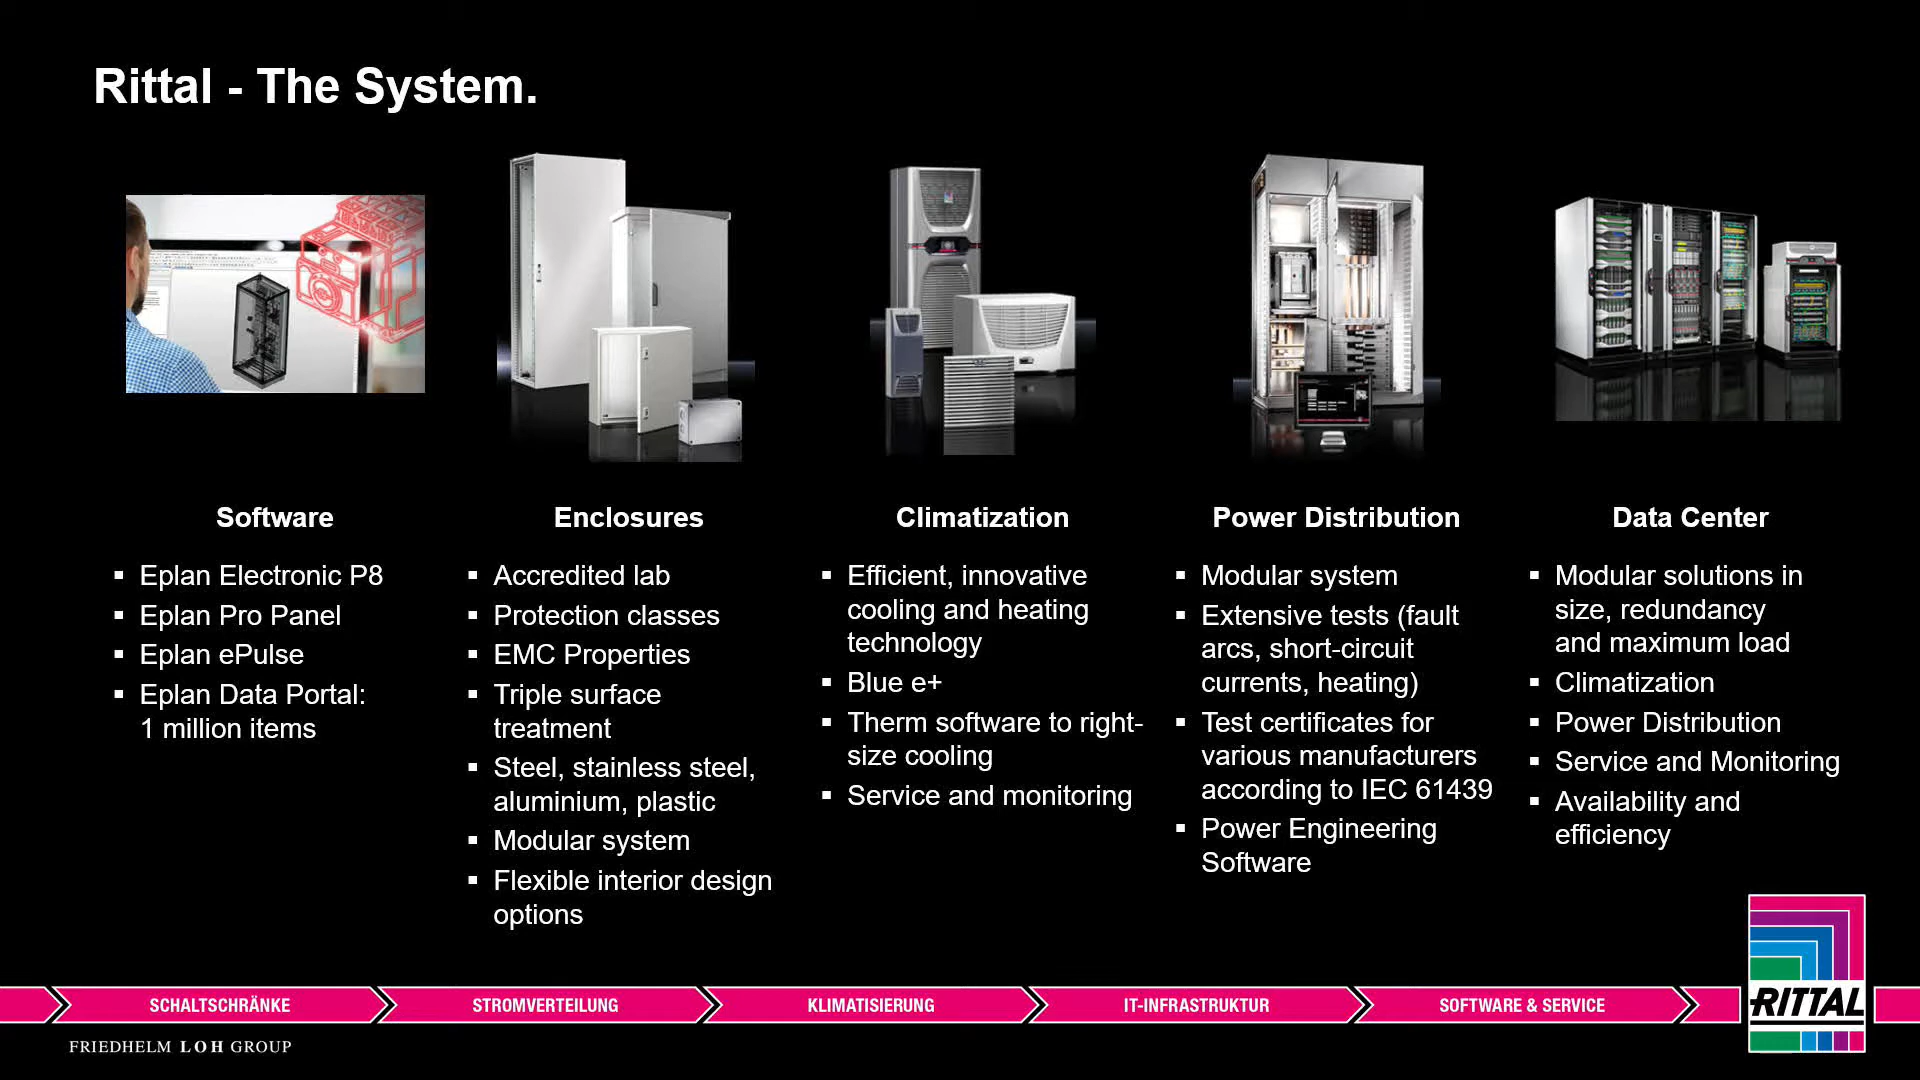 Rittal - The System.
Software
▪ Eplan Electronic P8
▪ Eplan Pro Panel
▪ Eplan ePulse
▪ Eplan Data Portal:
1 million items
Enclosures
▪ Accredited lab
▪ Protection classes
▪ EMC Properties
▪ Triple surface
treatment
▪ Steel, stainless steel,
aluminium, plastic
▪ Modular system
▪ Flexible interior design
options
Climatization
▪ Efficient, innovative
cooling and heating
technology
▪ Blue e+
▪ Therm software to right-
size cooling
▪ Service and monitoring
Power Distribution
▪ Modular system
▪ Extensive tests (fault
arcs, short-circuit
currents, heating)
▪ Test certificates for
various manufacturers
according to IEC 61439
▪ Power Engineering
Software
Data Center
▪ Modular solutions in
size, redundancy
and maximum load
▪ Climatization
▪ Power Distribution
▪ Service and Monitoring
▪ Availability and
efficiency
SCHALTSCHRÄNKE
STROMVERTEILUNG
KLIMATISIERUNG
IT-INFRASTRUKTUR
SOFTWARE & SERVICE
RITTAL
FRIEDHELM LOH GROUP